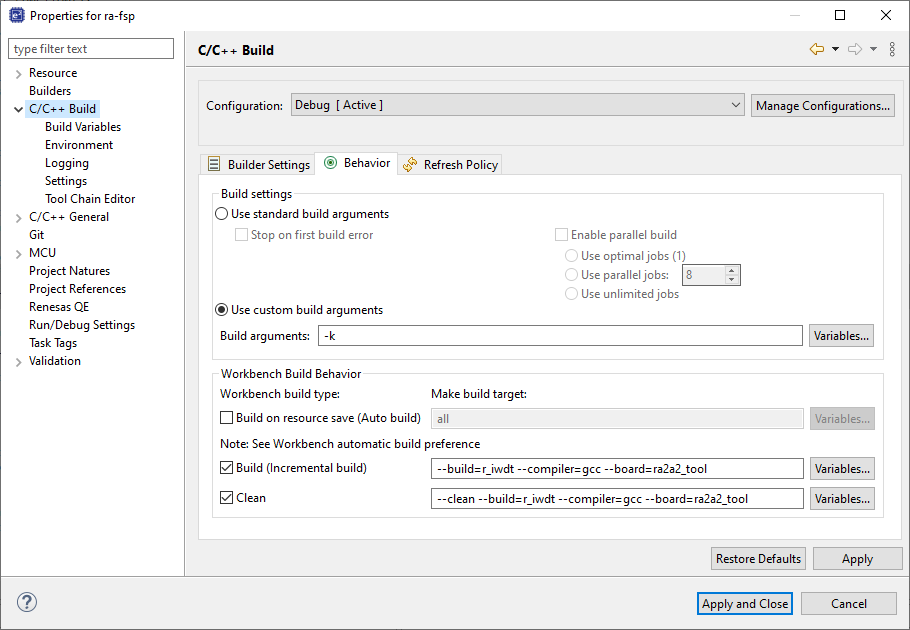 Properties for ra-fsp
type filter text
C/C++ Build
Resource
Builders
C/C++ Build
Build Variables
Environment
Logging
Settings
Tool Chain Editor
C/C++ General
Git
MCU
Project Natures
Project References
Renesas QE
Run/Debug Settings
Task Tags
Validation
Configuration: Debug [ Active ] Manage Configurations...
Builder Settings Behavior Refresh Policy
Build settings
Use standard build arguments
Stop on first build error Enable parallel build
Use optimal jobs (1)
Use parallel jobs: 8
Use unlimited jobs
Use custom build arguments
Build arguments: -k Variables...
Workbench Build Behavior
Workbench build type: Make build target:
Build on resource save (Auto build) all Variables...
Note: See Workbench automatic build preference
Build (Incremental build) --build=r_iwdt --compiler=gcc --board=ra2a2_tool Variables...
Clean --clean --build=r_iwdt --compiler=gcc --board=ra2a2_tool Variables...
Restore Defaults Apply
? Apply and Close Cancel